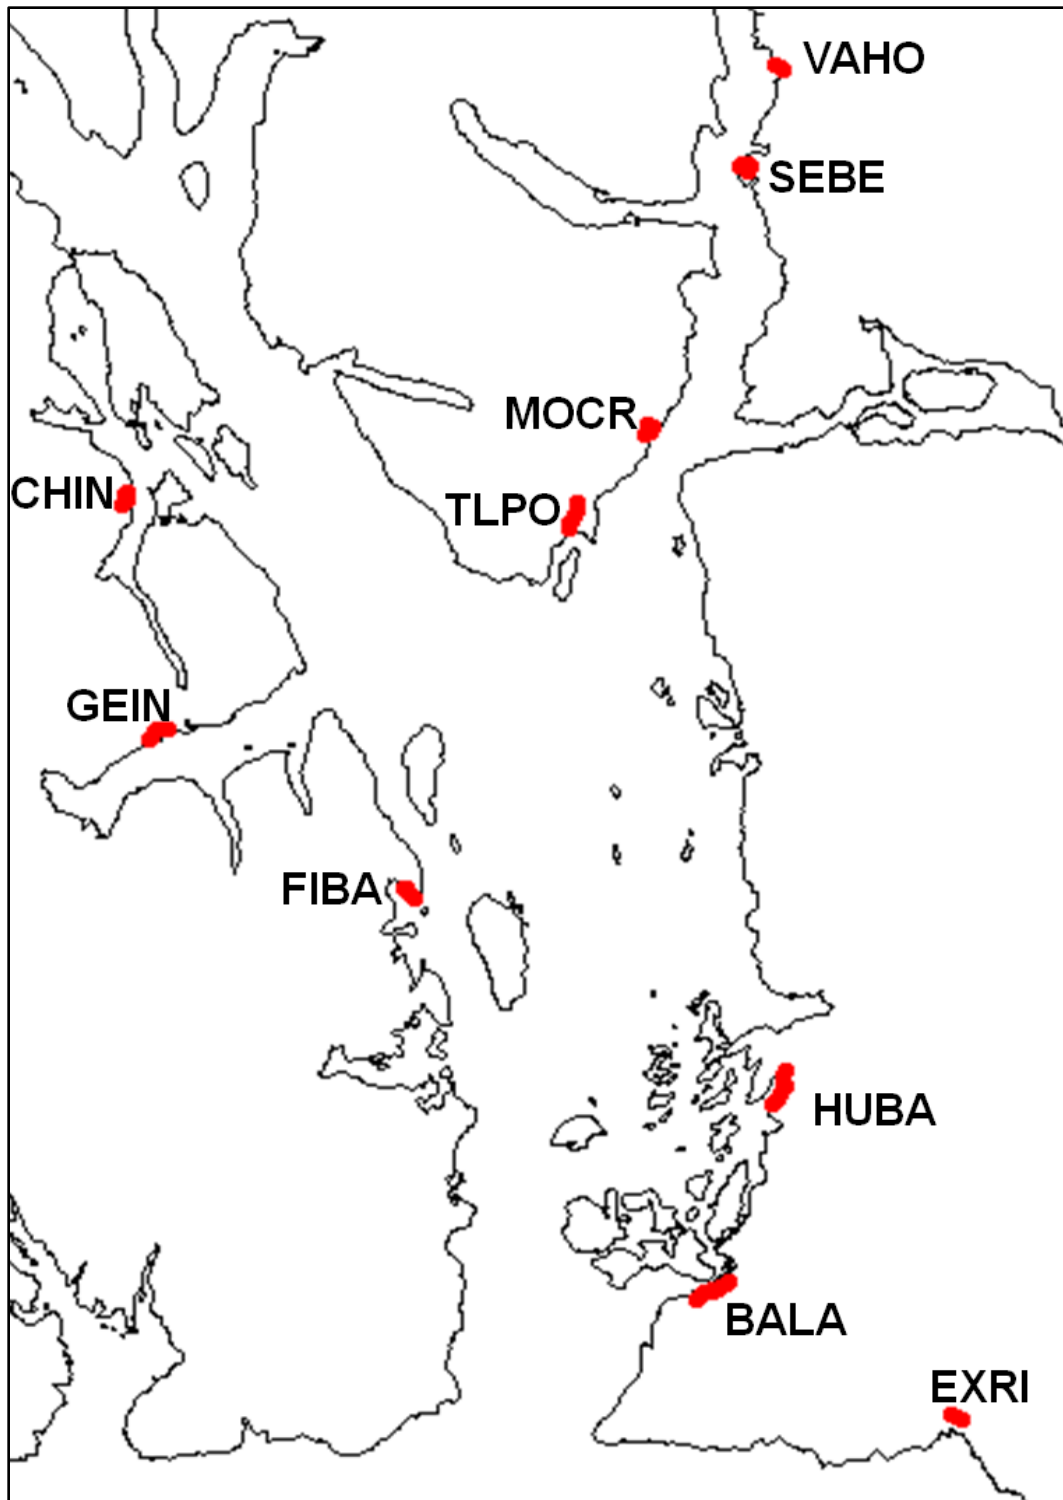 VAHO
SEBE
MOCR
CHIN
TLPO
GEIN
FIBA
HUBA
BALA
EXRI